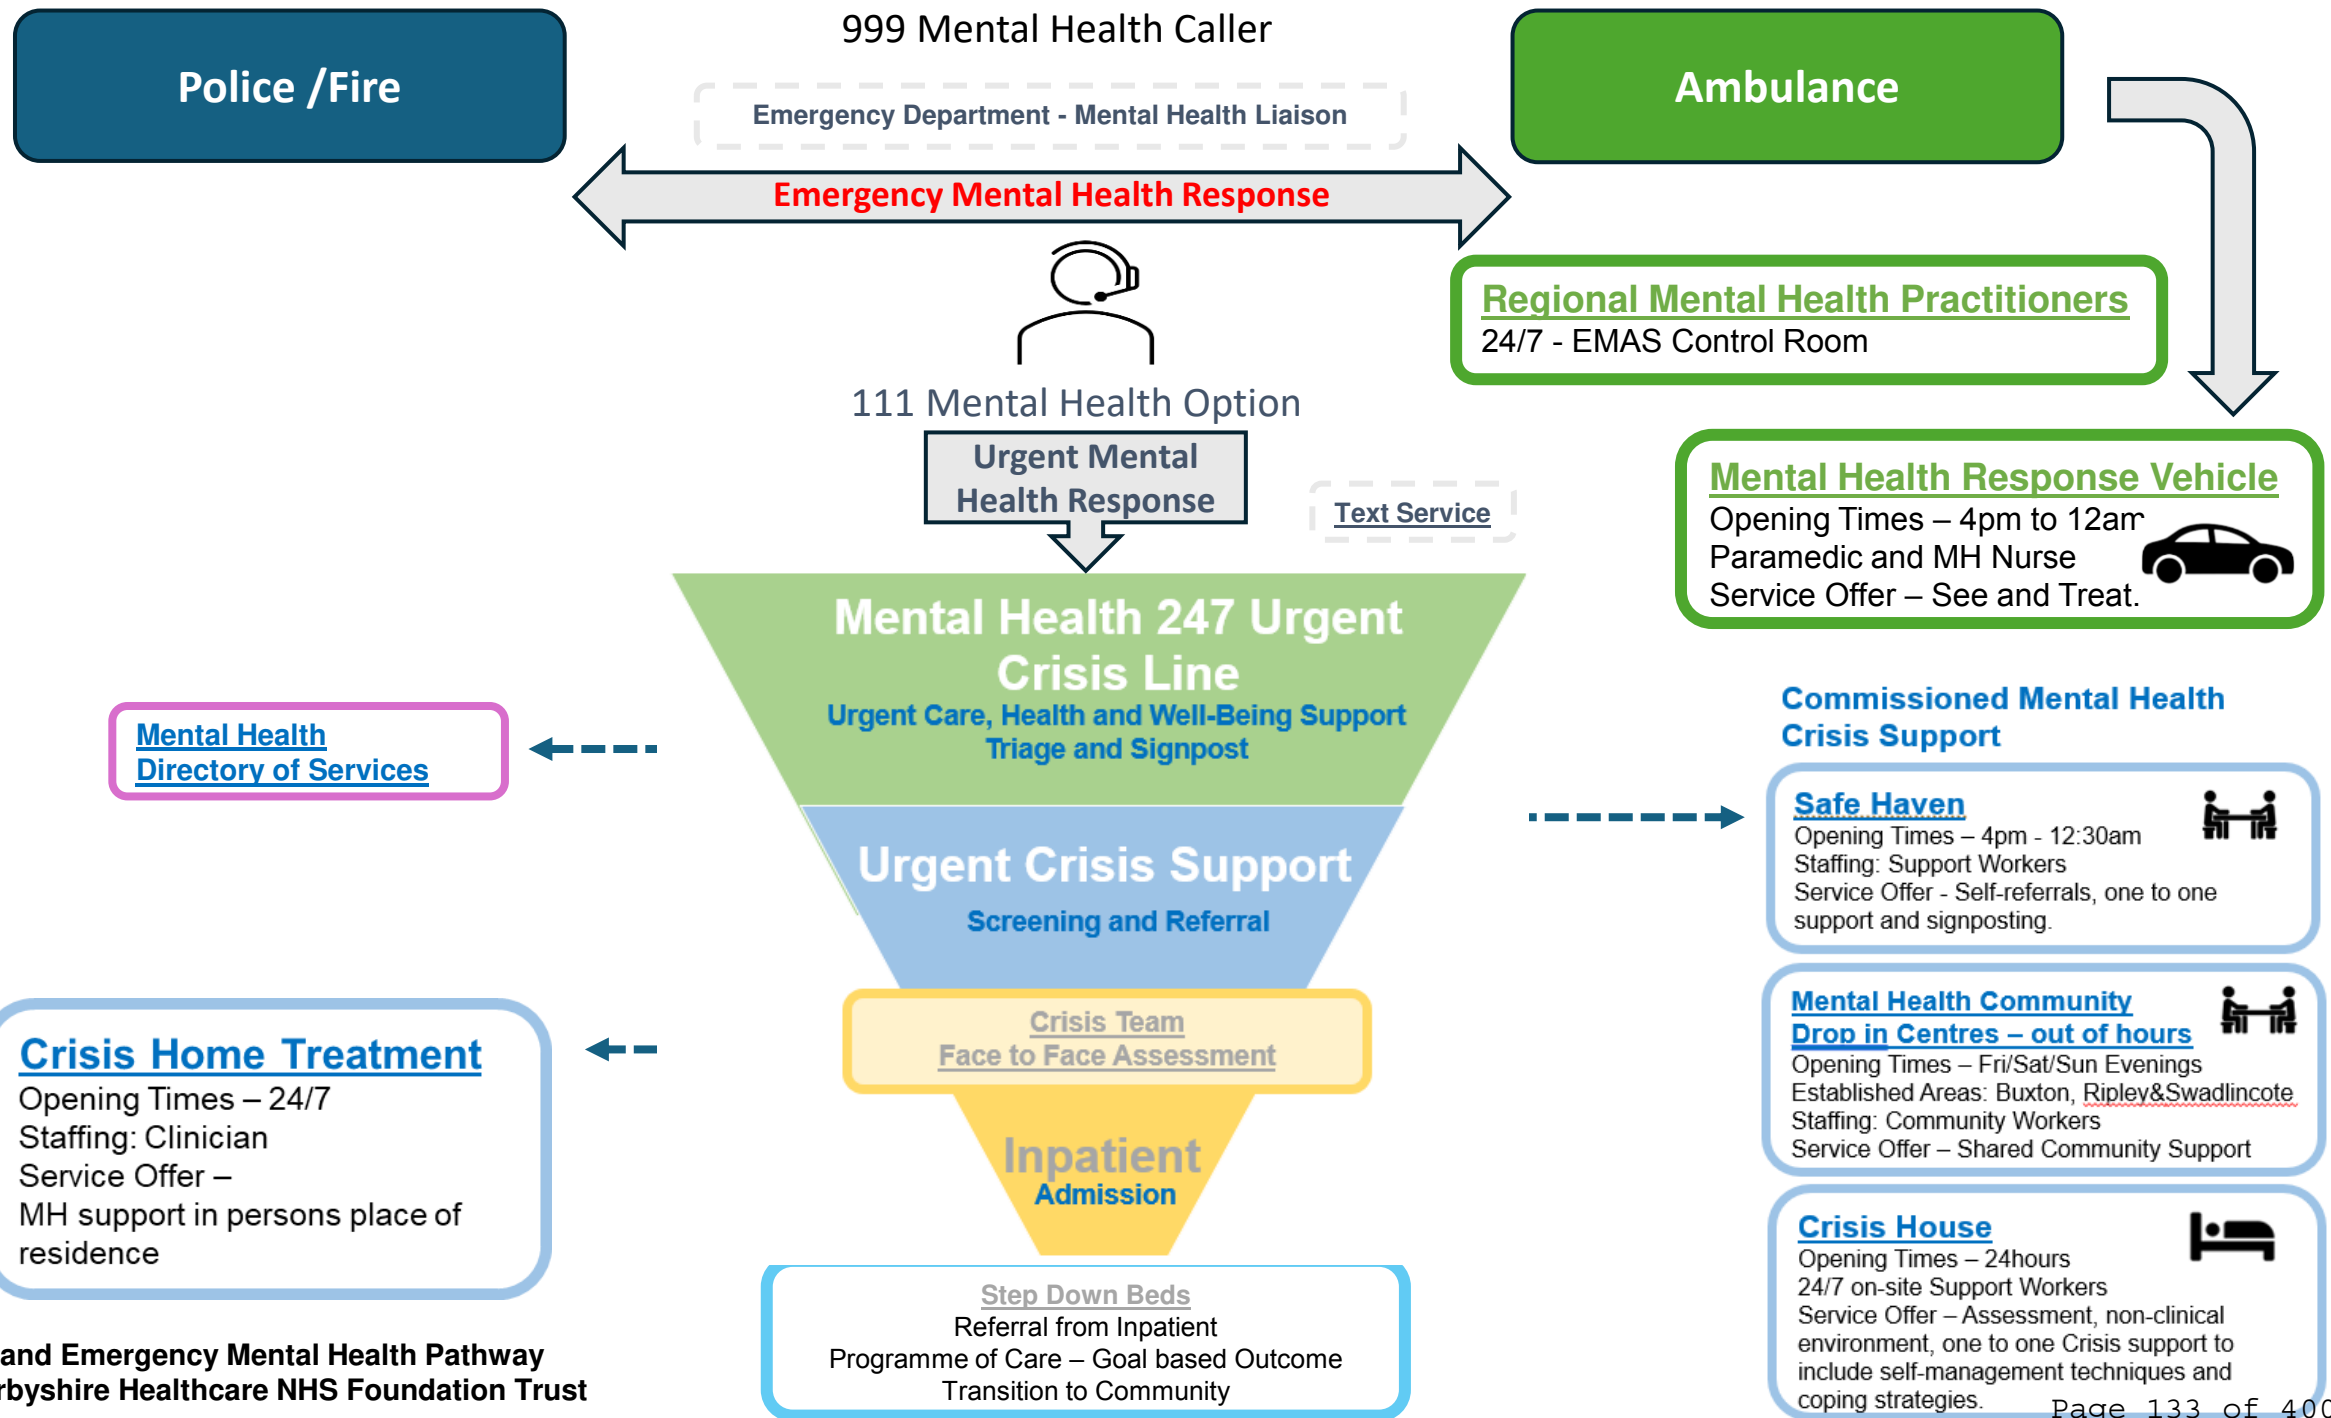 Police /Fire
999 Mental Health Caller
Ambulance
Emergency Department - Mental Health Liaison
Emergency Mental Health Response
Regional Mental Health Practitioners
24/7 - EMAS Control Room
111 Mental Health Option
Urgent Mental
Health Response
Text Service
Mental Health Response Vehicle
Opening Times – 4pm to 12am
Paramedic and MH Nurse
Service Offer – See and Treat.
Mental Health 247 Urgent
Crisis Line
Urgent Care, Health and Well-Being Support
Triage and Signpost
Mental Health
Directory of Services
Commissioned Mental Health
Crisis Support
Safe Haven
Opening Times – 4pm - 12:30am
Staffing: Support Workers
Service Offer - Self-referrals, one to one
support and signposting.
Urgent Crisis Support
Screening and Referral
Crisis Team
Face to Face Assessment
Mental Health Community
Drop in Centres – out of hours
Opening Times – Fri/Sat/Sun Evenings
Established Areas: Buxton, Ripley&Swadlincote
Staffing: Community Workers
Service Offer – Shared Community Support
Crisis Home Treatment
Opening Times – 24/7
Staffing: Clinician
Service Offer –
MH support in persons place of
residence
Inpatient
Admission
Crisis House
Opening Times – 24hours
24/7 on-site Support Workers
Service Offer – Assessment, non-clinical
environment, one to one Crisis support to
include self-management techniques and
coping strategies.
Step Down Beds
Referral from Inpatient
Programme of Care – Goal based Outcome
Transition to Community
and Emergency Mental Health Pathway
rbyshire Healthcare NHS Foundation Trust
Page 133 of 400